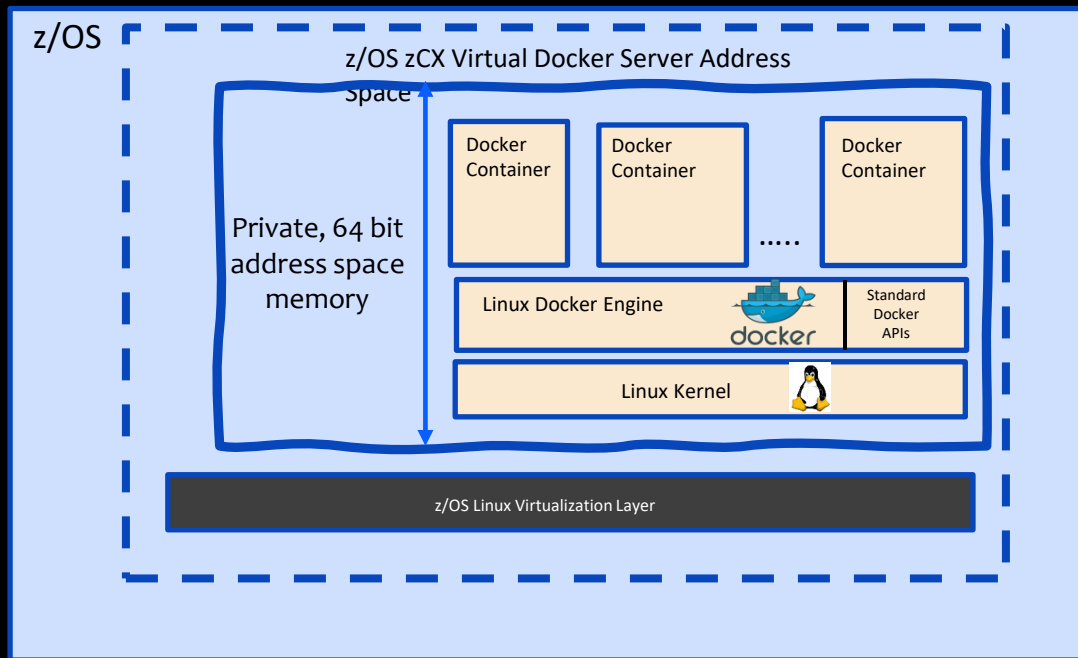 z/OS
z/OS zCX Virtual Docker Server Address
Space
Docker
Container
Docker
Container
Docker
Container
.....
Private, 64 bit
address space
memory
Linux Docker Engine
docker
Standard
Docker
APIs
Linux Kernel
z/OS Linux Virtualization Layer